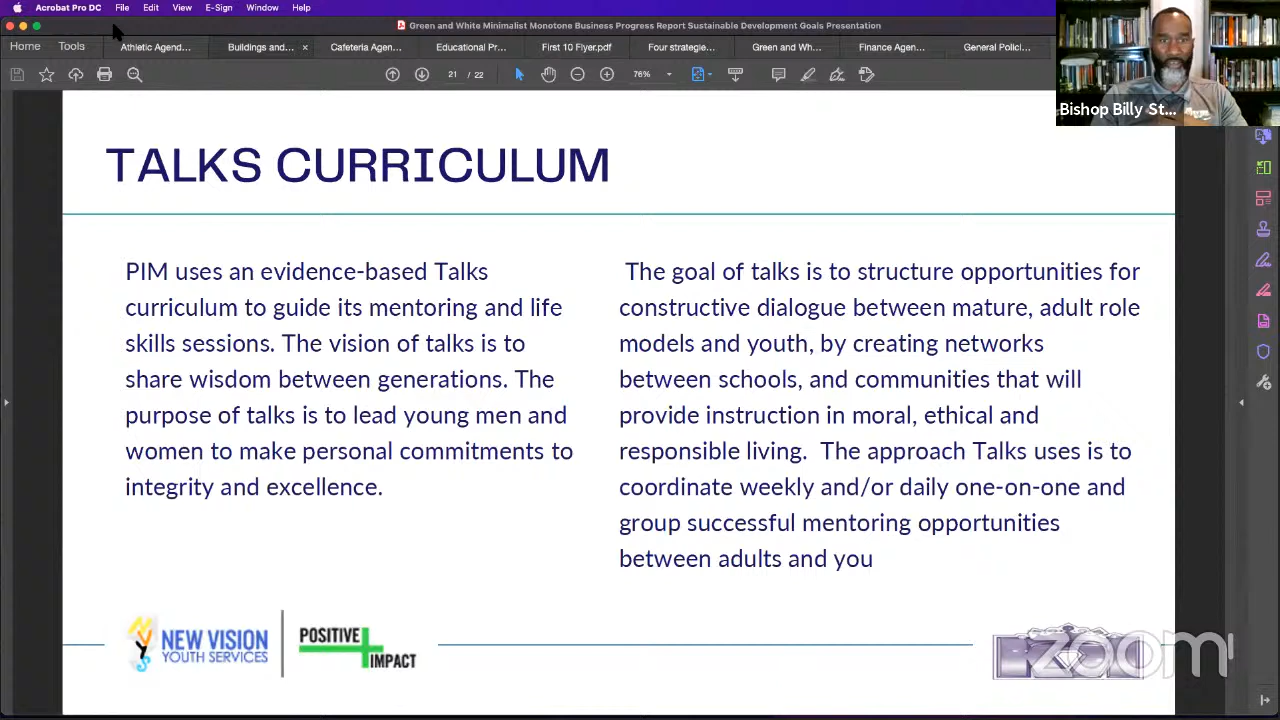 Acrobat Pro DC File Edit View E-Sign Window Help
Green and White Minimalist Monotone Business Progress Report Sustainable Development Goals Presentation
Home Tools Athletic Agend... Buildings and... × Cafeteria Agen... Educational Pr... First 10 Flyer.pdf Four strategie... Green and Wh... Finance Agen... General Polici...
21 / 22 76%
Bishop Billy St...
TALKS CURRICULUM
PIM uses an evidence-based Talks
curriculum to guide its mentoring and life
skills sessions. The vision of talks is to
share wisdom between generations. The
purpose of talks is to lead young men and
women to make personal commitments to
integrity and excellence.
The goal of talks is to structure opportunities for
constructive dialogue between mature, adult role
models and youth, by creating networks
between schools, and communities that will
provide instruction in moral, ethical and
responsible living. The approach Talks uses is to
coordinate weekly and/or daily one-on-one and
group successful mentoring opportunities
between adults and you
NEW VISION
YOUTH SERVICES
POSITIVE
IMPACT
zoom